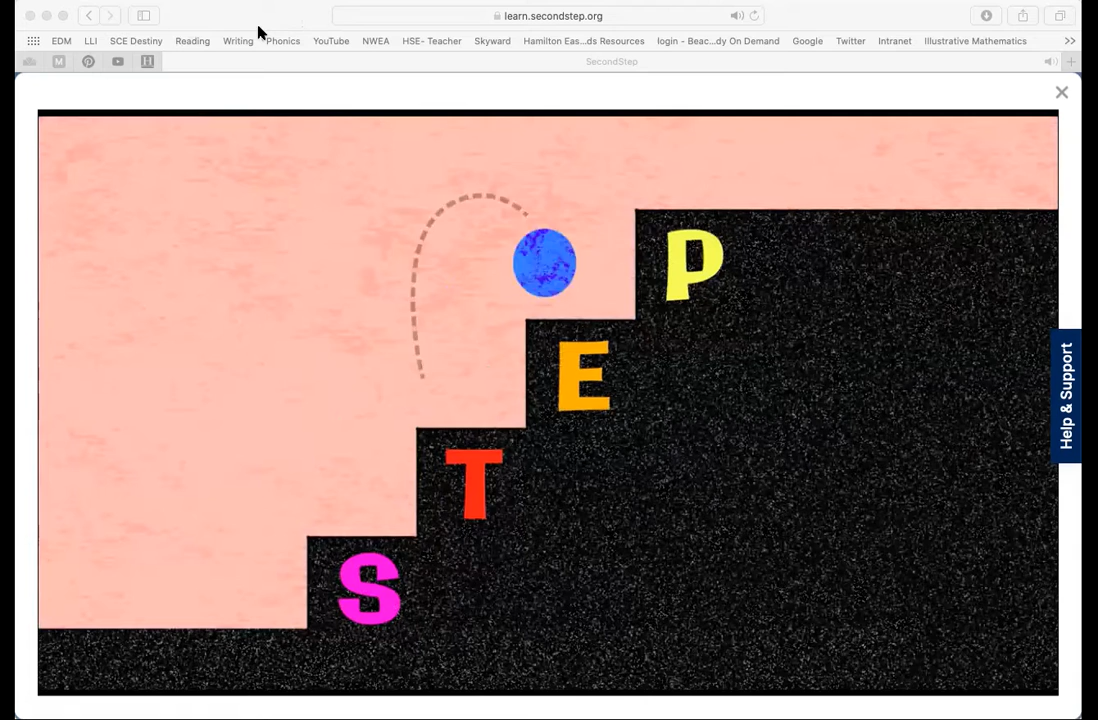 learn.secondstep.org
EDM LLI SCE Destiny Reading Writing Phonics YouTube NWEA HSE- Teacher Skyward Hamilton Eas...ds Resources login - Beac...dy On Demand Google Twitter Intranet Illustrative Mathematics >>
M H SecondStep
P
E
T
S
Help & Support